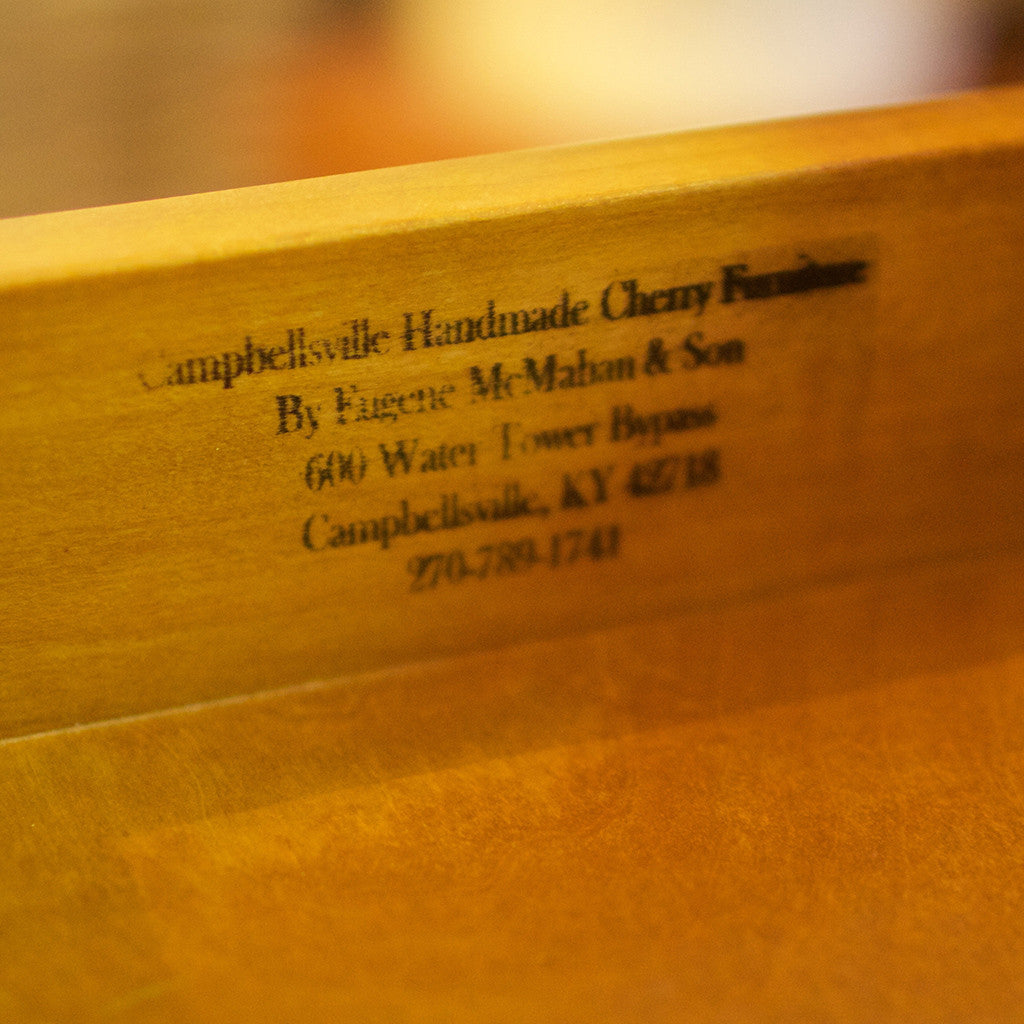 Campbellsville Handmade Cherry Furniture
By Eugene McMahan & Son
600 Water Tower Bypass
Campbellsville, KY 42718
270-789-1741